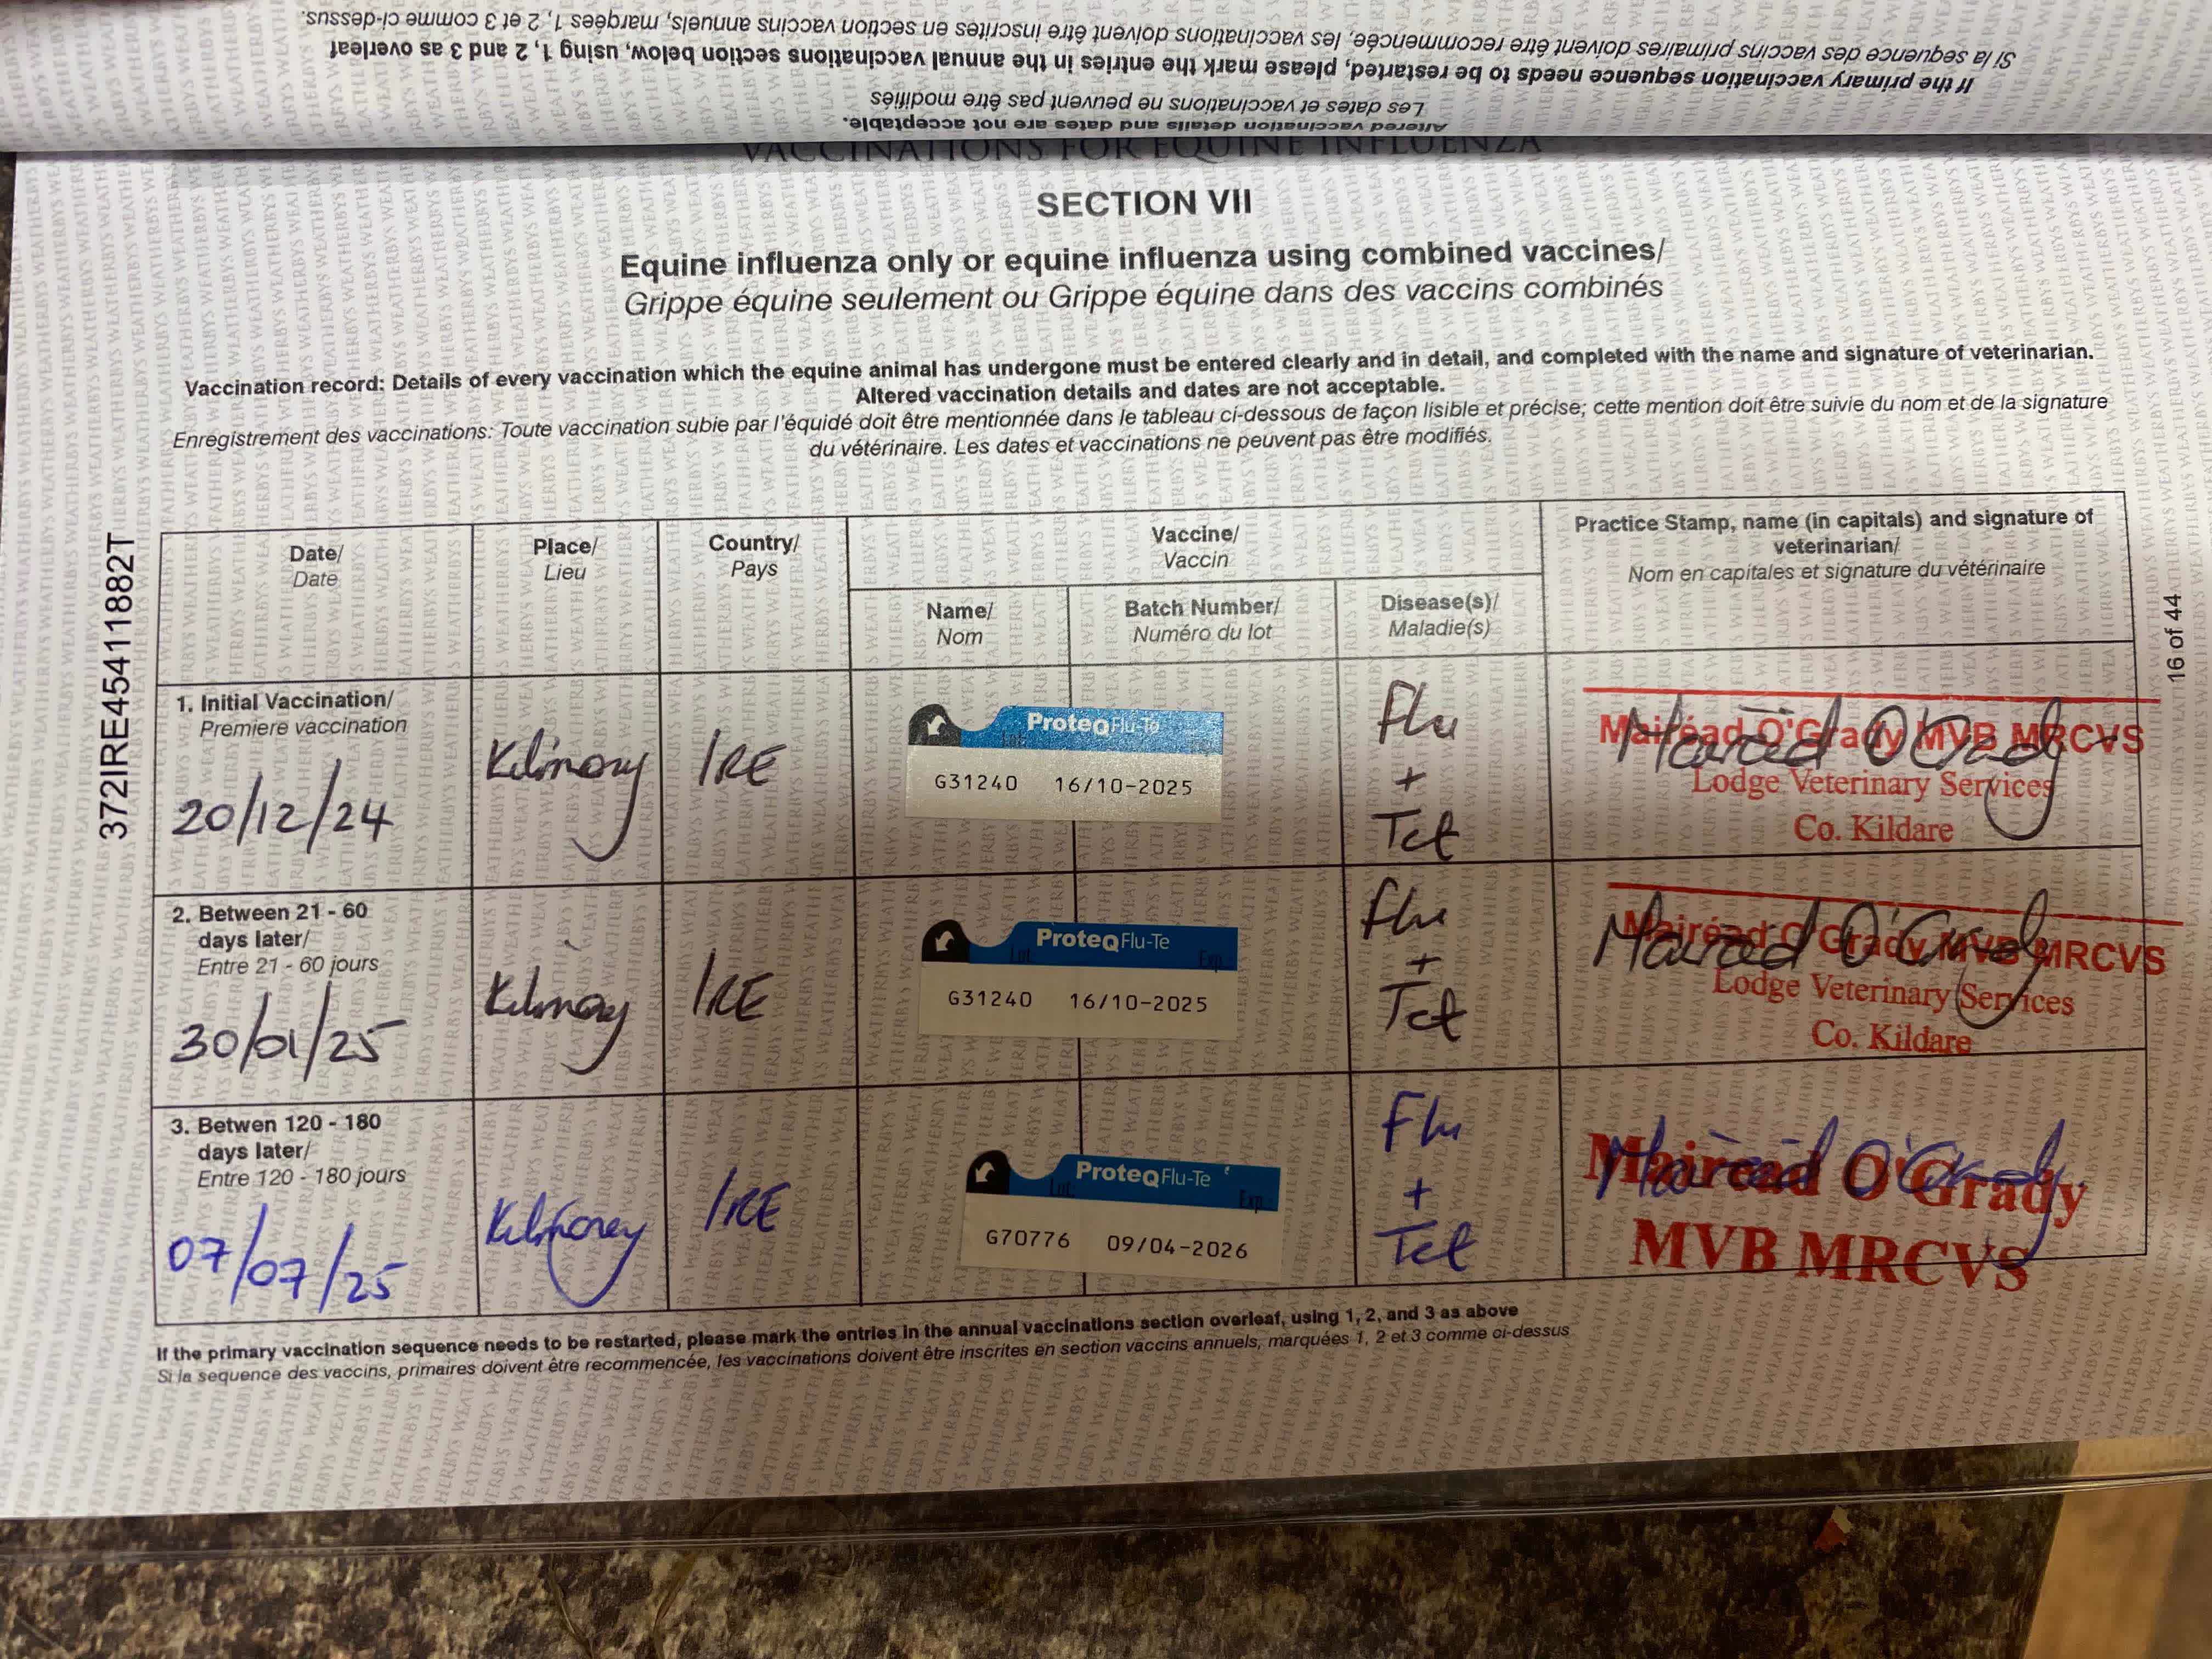 Si la sequence des vaccins primaires doivent être recommencée, les vaccinations doivent être inscrites en section vaccins annuels, marqées 1, 2 et 3 comme ci-dessus.
If the primary vaccination sequence needs to be restarted, please mark the entries in the annual vaccinations section below, using 1, 2 and 3 as overleaf
Les dates et vaccinations ne peuvent pas être modifiés
Altered vaccination details and dates are not acceptable.
VACCINATIONS FOR EQUINE INFLUENZA
SECTION VII
Equine influenza only or equine influenza using combined vaccines/
Grippe équine seulement ou Grippe équine dans des vaccins combinés
Vaccination record: Details of every vaccination which the equine animal has undergone must be entered clearly and in detail, and completed with the name and signature of veterinarian.
Altered vaccination details and dates are not acceptable.
Enregistrement des vaccinations: Toute vaccination subie par l'équidé doit être mentionnée dans le tableau ci-dessous de façon lisible et précise; cette mention doit être suivie du nom et de la signature
du vétérinaire. Les dates et vaccinations ne peuvent pas être modifiés.
372IRE45411882T
16 of 44
Date/
Date
Place/
Lieu
Country/
Pays
Vaccine/
Vaccin
Name/
Nom
Batch Number/
Numéro du lot
Disease(s)/
Maladie(s)
Practice Stamp, name (in capitals) and signature of
veterinarian/
Nom en capitales et signature du vétérinaire
1. Initial Vaccination/
Premiere vaccination
20/12/24
IRE
ProteqFlu-Te
G31240 16/10-2025
Flu
+
Tet
Mairéad O'Grady MVB MRCVS
Lodge Veterinary Services
Co. Kildare
2. Between 21 - 60
days later/
Entre 21 - 60 jours
30/01/25
IRE
ProteqFlu-Te
Lot Exp
G31240 16/10-2025
Flu
+
Tet
Mairéad O'Grady MVB MRCVS
Lodge Veterinary Services
Co. Kildare
3. Betwen 120 - 180
days later/
Entre 120 - 180 jours
07/07/25
Kilmoney
IRE
ProteqFlu-Te
Lot Exp
G70776 09/04-2026
Flu
+
Tet
Mairéad O'Grady
MVB MRCVS
If the primary vaccination sequence needs to be restarted, please mark the entries in the annual vaccinations section overleaf, using 1, 2, and 3 as above
Si la sequence des vaccins, primaires doivent être recommencée, les vaccinations doivent être inscrites en section vaccins annuels, marquées 1, 2 et 3 comme ci-dessus